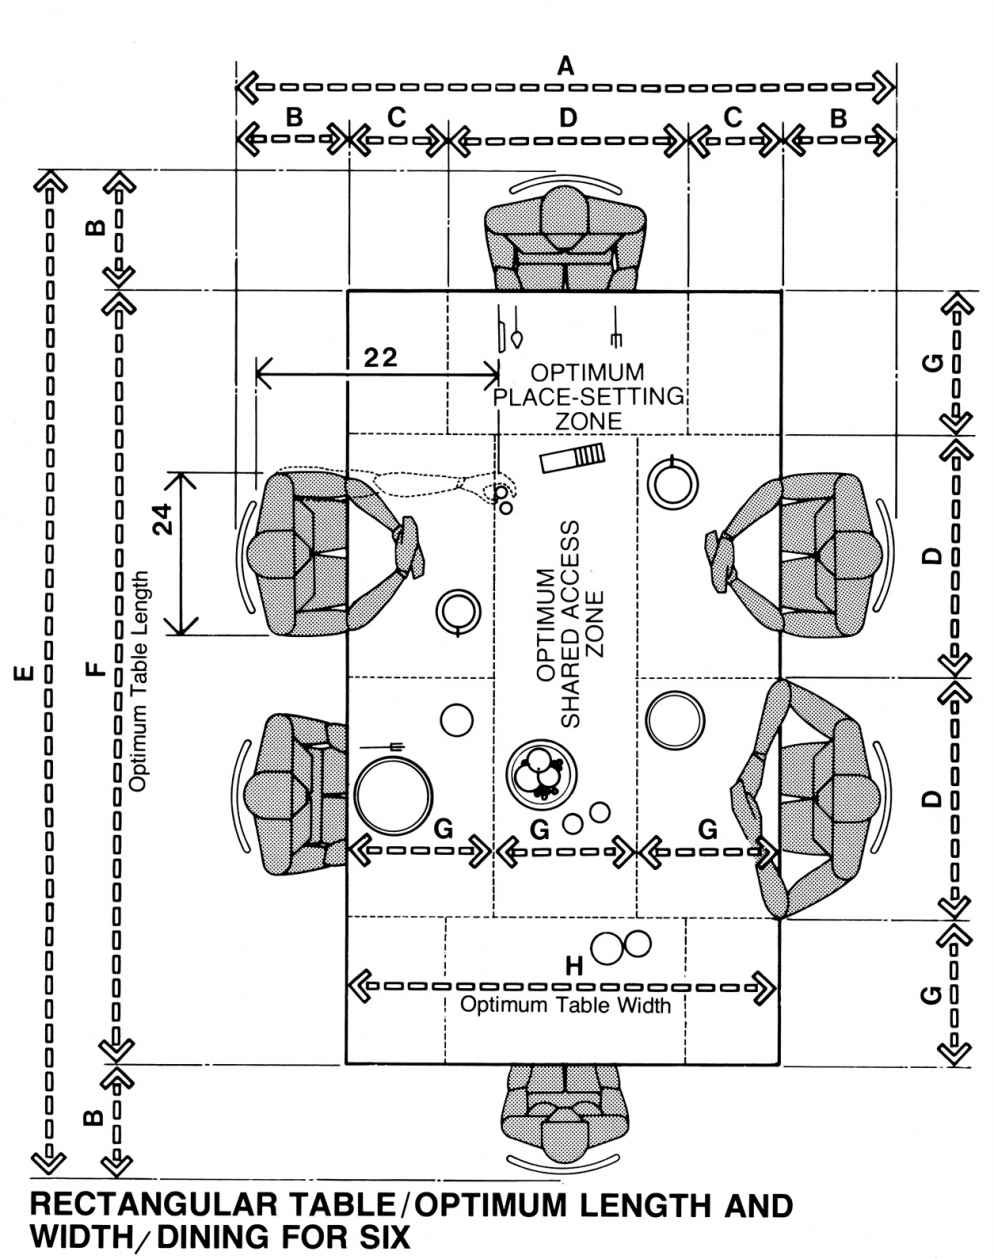 A
B
C
D
C
B
B
G
22
OPTIMUM
PLACE-SETTING
ZONE
24
D
OPTIMUM
SHARED ACCESS
ZONE
E
F
Optimum Table Length
D
G
G
G
H
Optimum Table Width
G
B
RECTANGULAR TABLE/OPTIMUM LENGTH AND
WIDTH/DINING FOR SIX